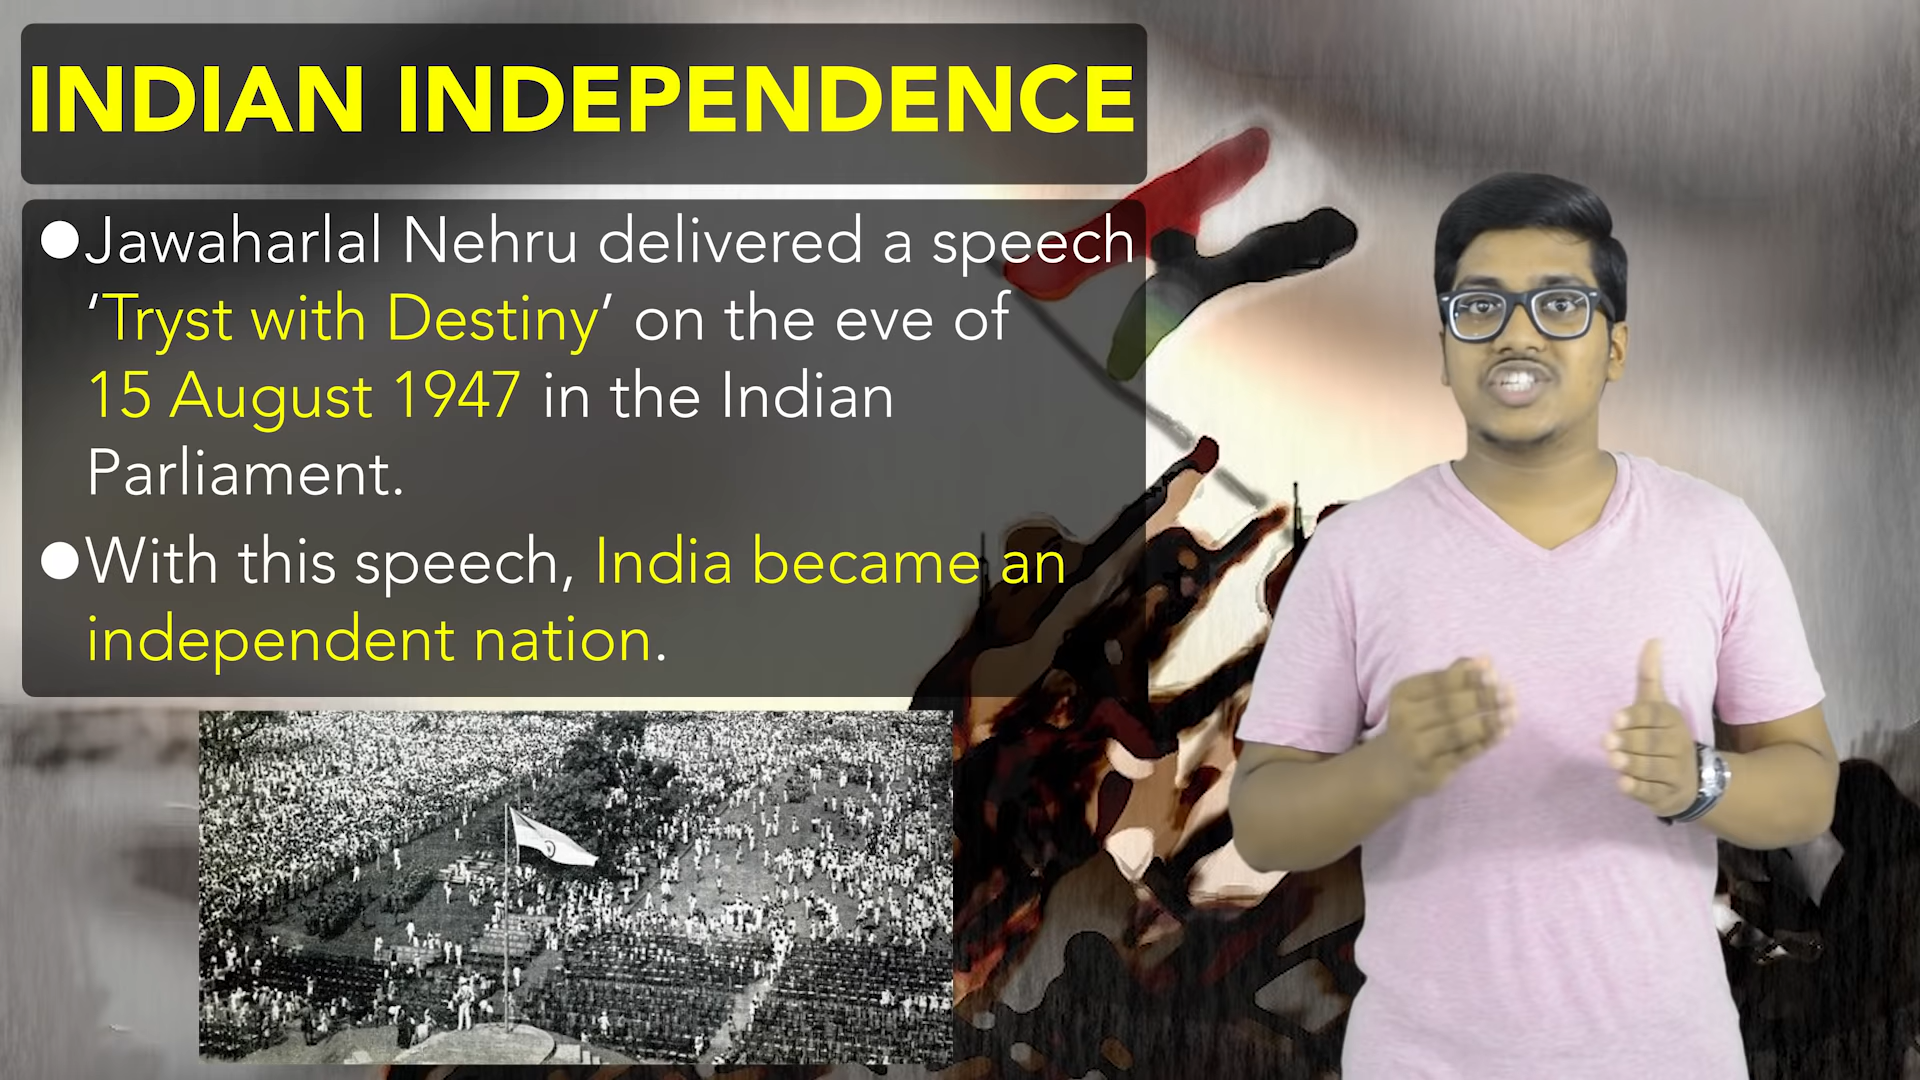 INDIAN INDEPENDENCE
●Jawaharlal Nehru delivered a speech
‘Tryst with Destiny’ on the eve of
15 August 1947 in the Indian
Parliament.
●With this speech, India became an
independent nation.